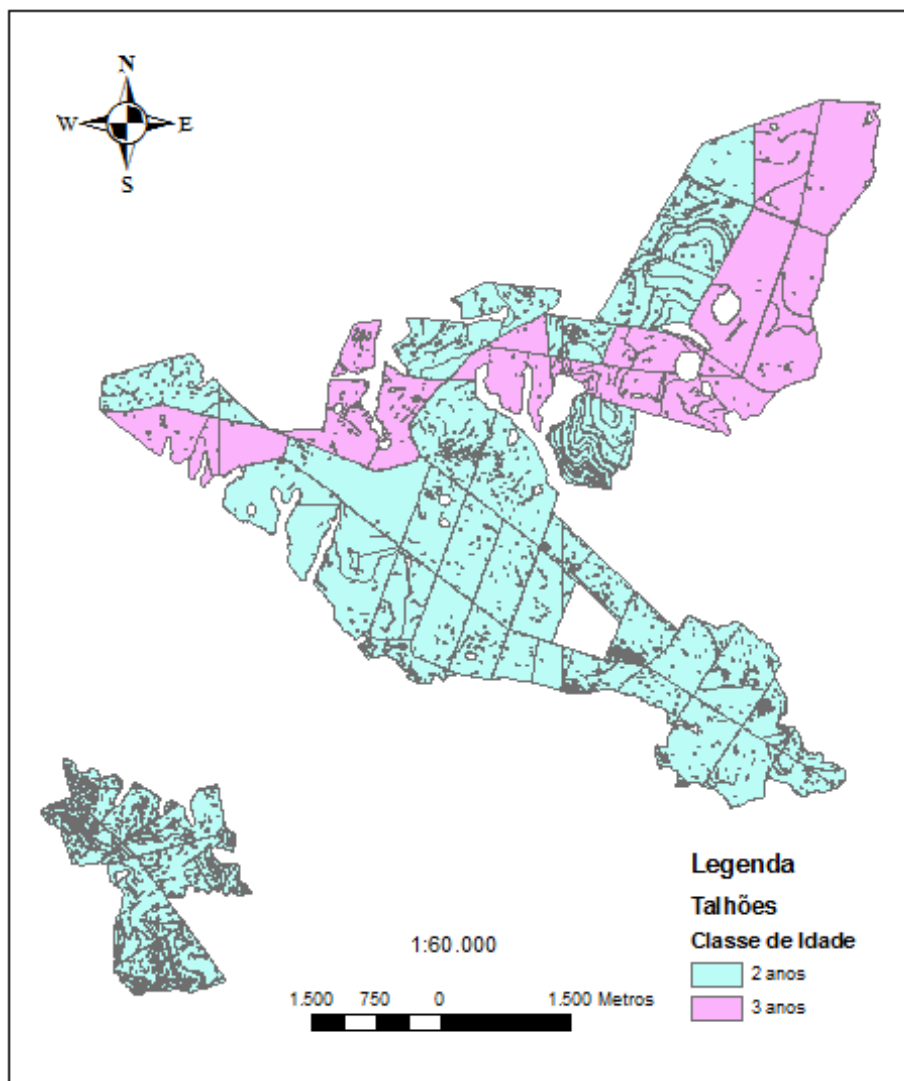 N
W E
S
Legenda
Talhões
Classe de Idade
2 anos
3 anos
1:60.000
1.500 750 0 1.500 Metros